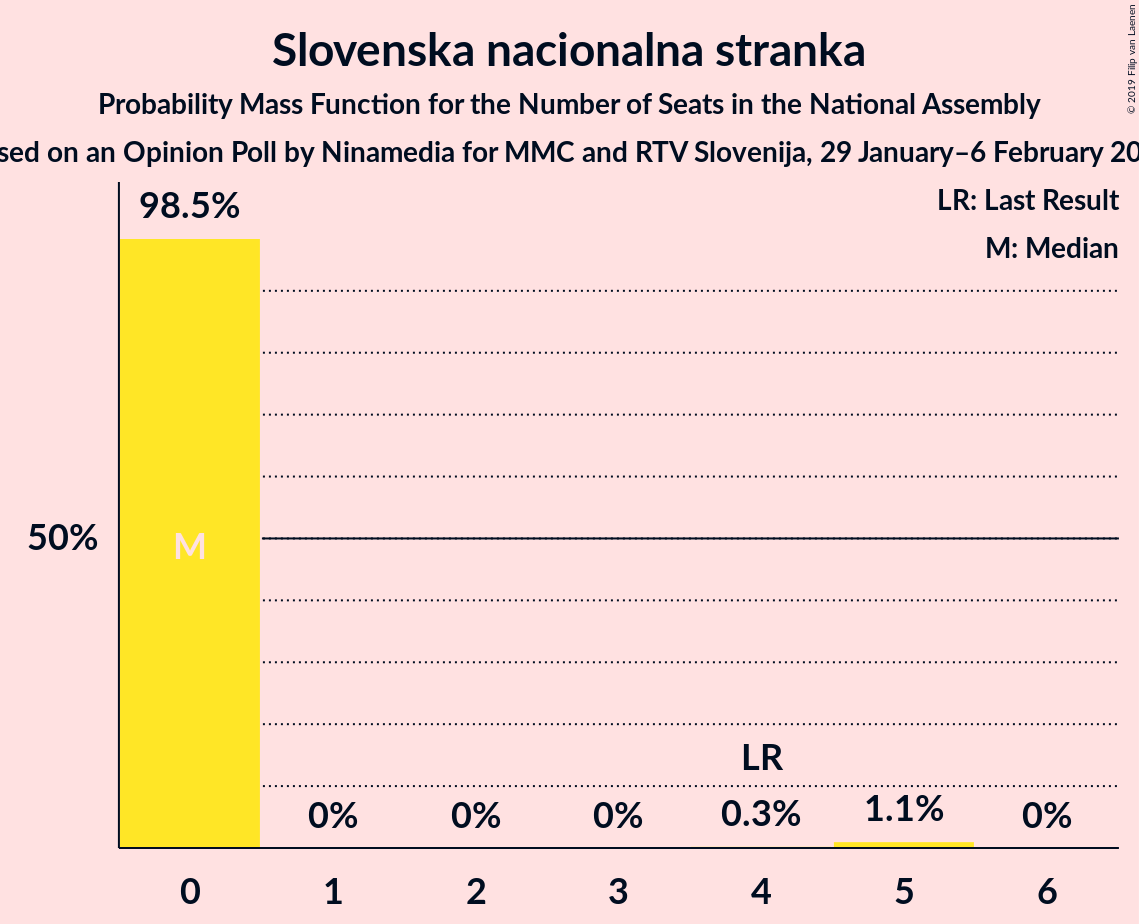 Slovenska nacionalna stranka
Probability Mass Function for the Number of Seats in the National Assembly
sed on an Opinion Poll by Ninamedia for MMC and RTV Slovenija, 29 January–6 February 20
© 2019 Filip van Laenen
LR: Last Result
M: Median
98.5%
50%
M
LR
0% 0% 0% 0.3% 1.1% 0%
0 1 2 3 4 5 6